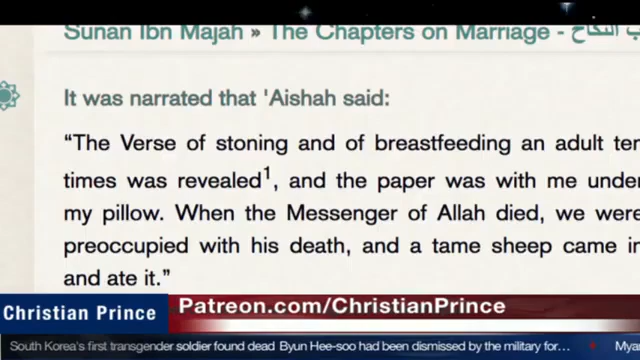 Sunan Ibn Majah » The Chapters on Marriage - ب النكاح
It was narrated that 'Aishah said:
“The Verse of stoning and of breastfeeding an adult ten
times was revealed1, and the paper was with me under
my pillow. When the Messenger of Allah died, we were
preoccupied with his death, and a tame sheep came in
and ate it.”
Christian Prince
Patreon.com/ChristianPrince
South Korea's first transgender soldier found dead Byun Hee-soo had been dismissed by the military for…
Myan